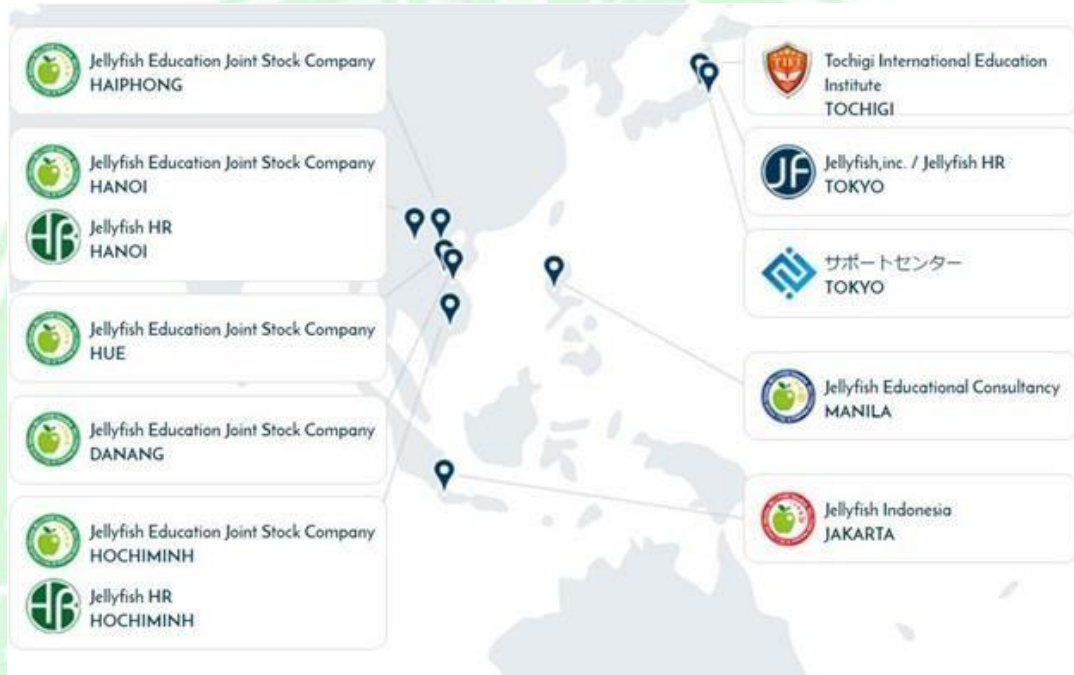 Jellyfish Education Joint Stock Company
HAIPHONG
Jellyfish Education Joint Stock Company
HANOI
Jellyfish HR
HANOI
Jellyfish Education Joint Stock Company
HUE
Jellyfish Education Joint Stock Company
DANANG
Jellyfish Education Joint Stock Company
HOCHIMINH
Jellyfish HR
HOCHIMINH
TIEI
Tochigi International Education
Institute
TOCHIGI
JF
Jellyfish,inc. / Jellyfish HR
TOKYO
サポートセンター
TOKYO
Jellyfish Educational Consultancy
MANILA
Jellyfish Indonesia
JAKARTA